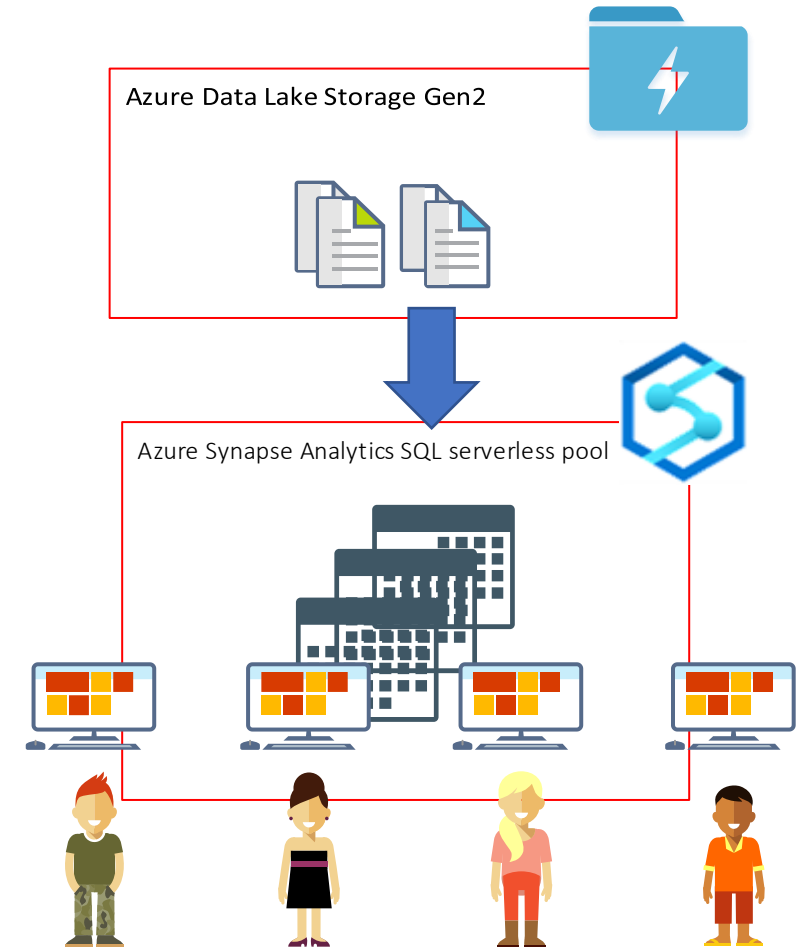 Azure Data Lake Storage Gen2
Azure Synapse Analytics SQL serverless pool